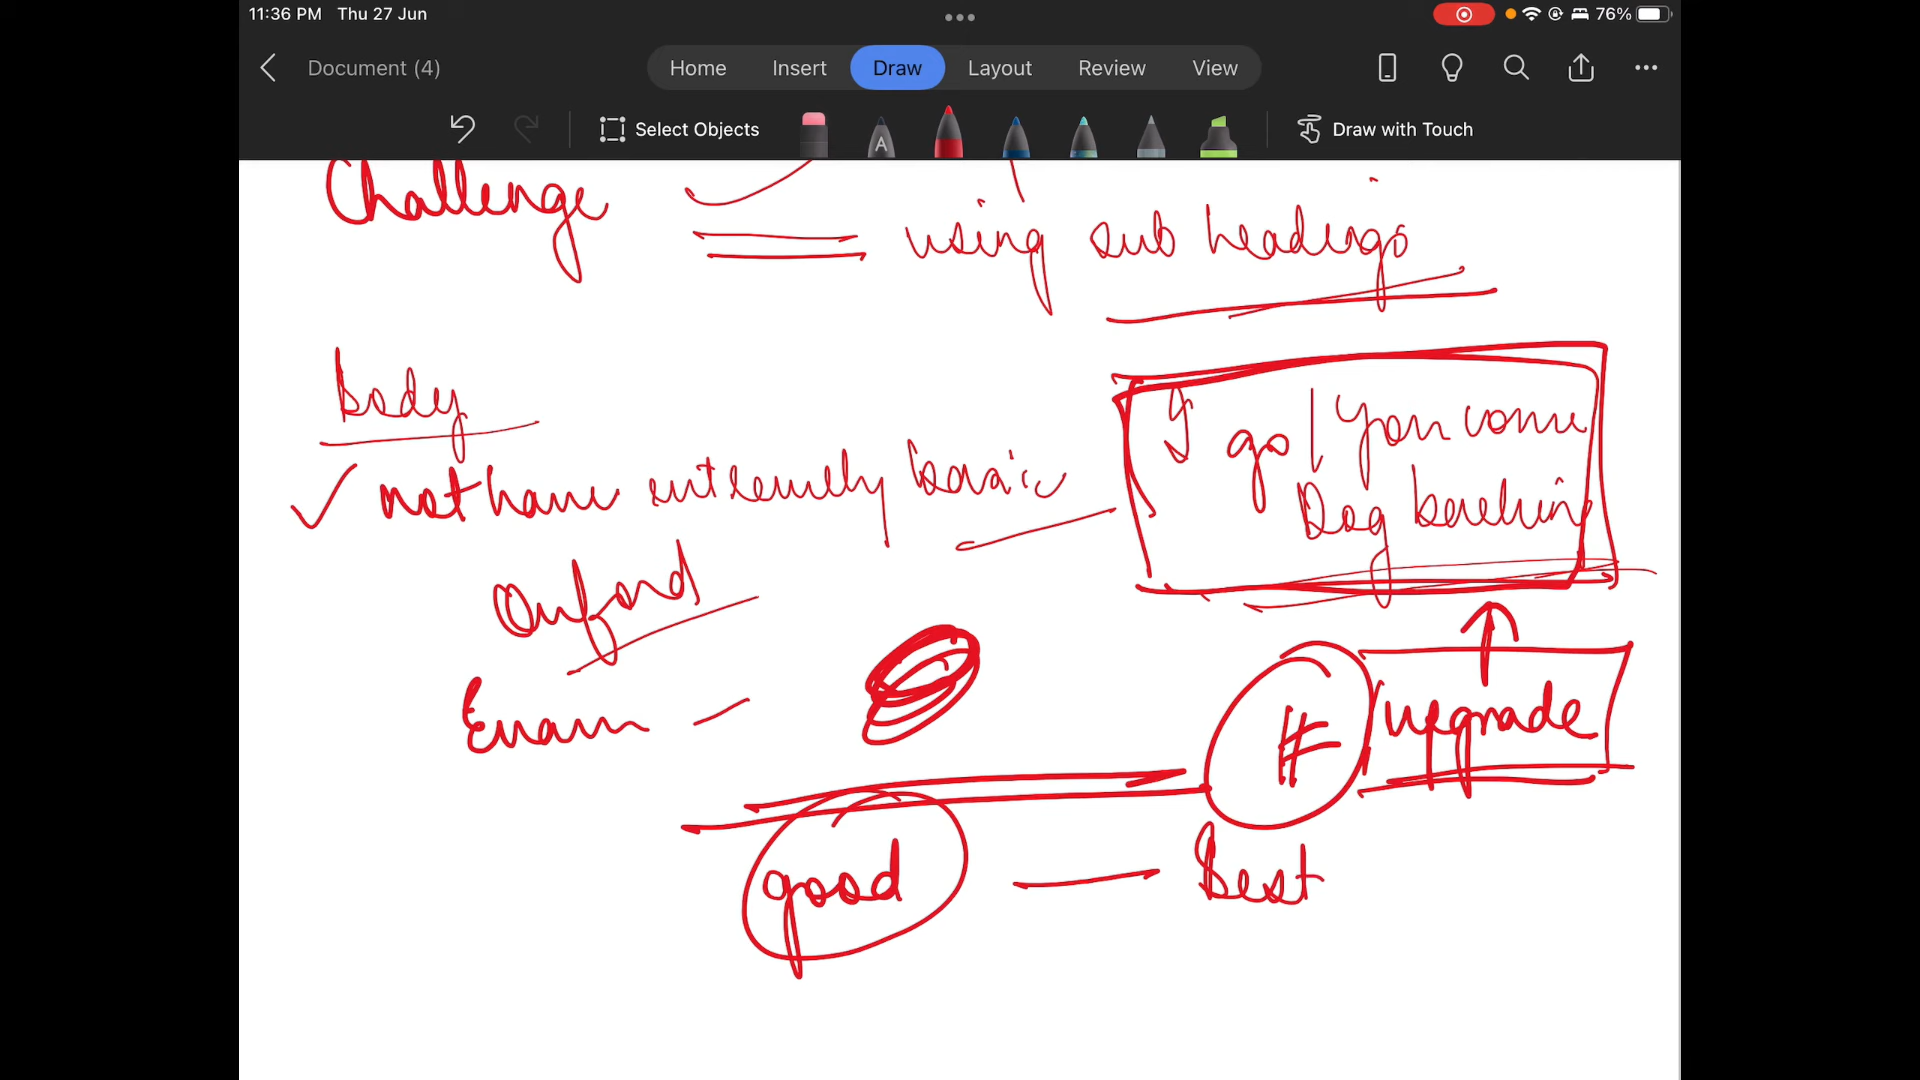 11:36 PM Thu 27 Jun
76%
Document (4)
Home Insert Draw Layout Review View
Select Objects
A
Draw with Touch
Challenge
using sub headings
body
I go | You come
Dog barking
not have extremely basic
Oxford
Exam -
# upgrade
good — Best